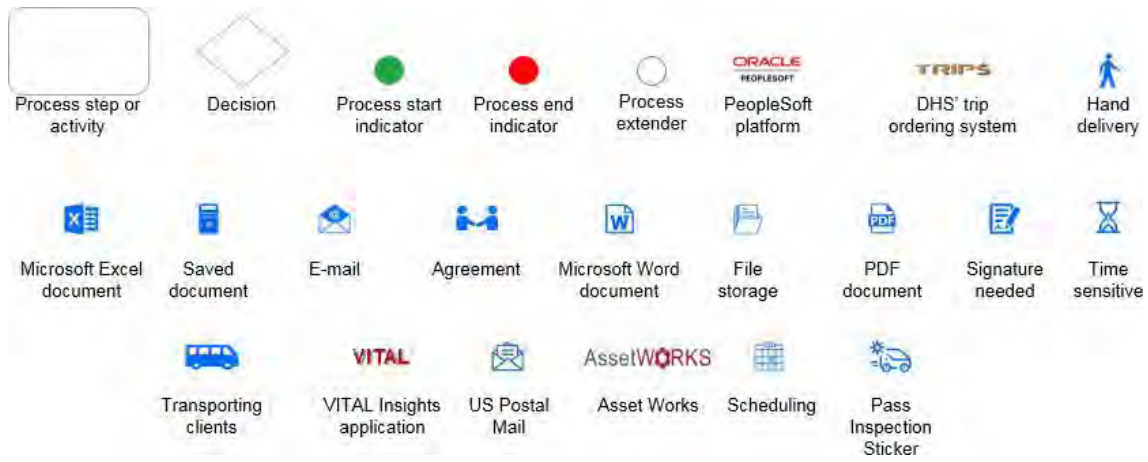 ORACLE
PEOPLESOFT
TRIPS
Process step or
activity
Decision
Process start
indicator
Process end
indicator
Process
extender
PeopleSoft
platform
DHS' trip
ordering system
Hand
delivery
X
W
PDF
Microsoft Excel
document
Saved
document
E-mail
Agreement
Microsoft Word
document
File
storage
PDF
document
Signature
needed
Time
sensitive
VITAL
AssetWORKS
Transporting
clients
VITAL Insights
application
US Postal
Mail
Asset Works
Scheduling
Pass
Inspection
Sticker